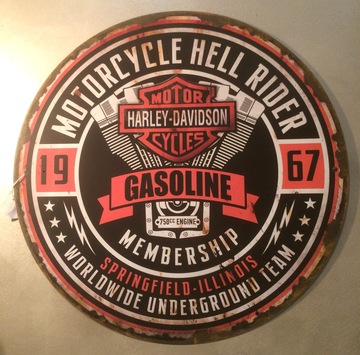 MOTORCYCLE HELL RIDER
MOTOR
HARLEY-DAVIDSON
CYCLES
19 67
GASOLINE
750CC ENGINE
MEMBERSHIP
SPRINGFIELD-ILLINOIS
WORLDWIDE UNDERGROUND TEAM